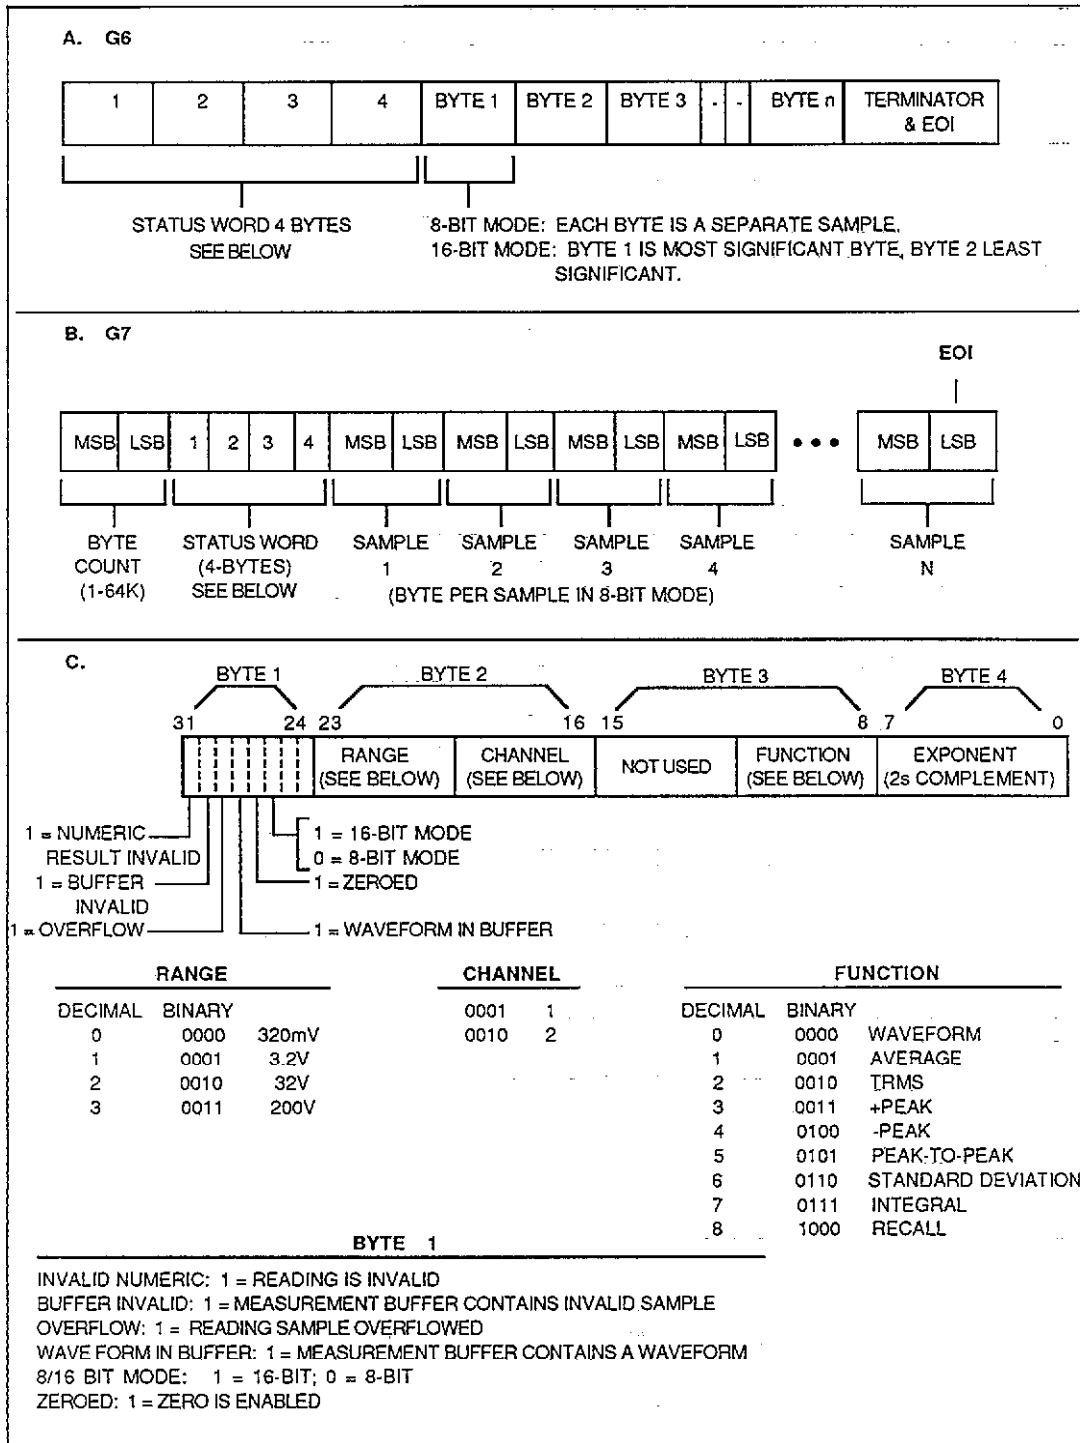 A. G6
1 2 3 4 BYTE 1 BYTE 2 BYTE 3 - - BYTE n TERMINATOR & EOI
STATUS WORD 4 BYTES
SEE BELOW
8-BIT MODE: EACH BYTE IS A SEPARATE SAMPLE.
16-BIT MODE: BYTE 1 IS MOST SIGNIFICANT BYTE, BYTE 2 LEAST
SIGNIFICANT.
B. G7
EOI
MSB LSB 1 2 3 4 MSB LSB MSB LSB MSB LSB MSB LSB ••• MSB LSB
BYTE STATUS WORD SAMPLE SAMPLE SAMPLE SAMPLE SAMPLE
COUNT (4-BYTES) 1 2 3 4 N
(1-64K) SEE BELOW (BYTE PER SAMPLE IN 8-BIT MODE)
C.
BYTE 1 BYTE 2 BYTE 3 BYTE 4
31 24 23 16 15 8 7 0
RANGE CHANNEL NOT USED FUNCTION EXPONENT
(SEE BELOW) (SEE BELOW) (SEE BELOW) (2s COMPLEMENT)
1 = NUMERIC 1 = 16-BIT MODE
RESULT INVALID 0 = 8-BIT MODE
1 = BUFFER 1 = ZEROED
INVALID
1 = OVERFLOW 1 = WAVEFORM IN BUFFER
RANGE CHANNEL FUNCTION
DECIMAL BINARY 0001 1 DECIMAL BINARY
0 0000 320mV 0010 2 0 0000 WAVEFORM
1 0001 3.2V 1 0001 AVERAGE
2 0010 32V 2 0010 TRMS
3 0011 200V 3 0011 +PEAK
4 0100 -PEAK
5 0101 PEAK-TO-PEAK
6 0110 STANDARD DEVIATION
7 0111 INTEGRAL
8 1000 RECALL
BYTE 1
INVALID NUMERIC: 1 = READING IS INVALID
BUFFER INVALID: 1 = MEASUREMENT BUFFER CONTAINS INVALID SAMPLE
OVERFLOW: 1 = READING SAMPLE OVERFLOWED
WAVE FORM IN BUFFER: 1 = MEASUREMENT BUFFER CONTAINS A WAVEFORM
8/16 BIT MODE: 1 = 16-BIT; 0 = 8-BIT
ZEROED: 1 = ZERO IS ENABLED